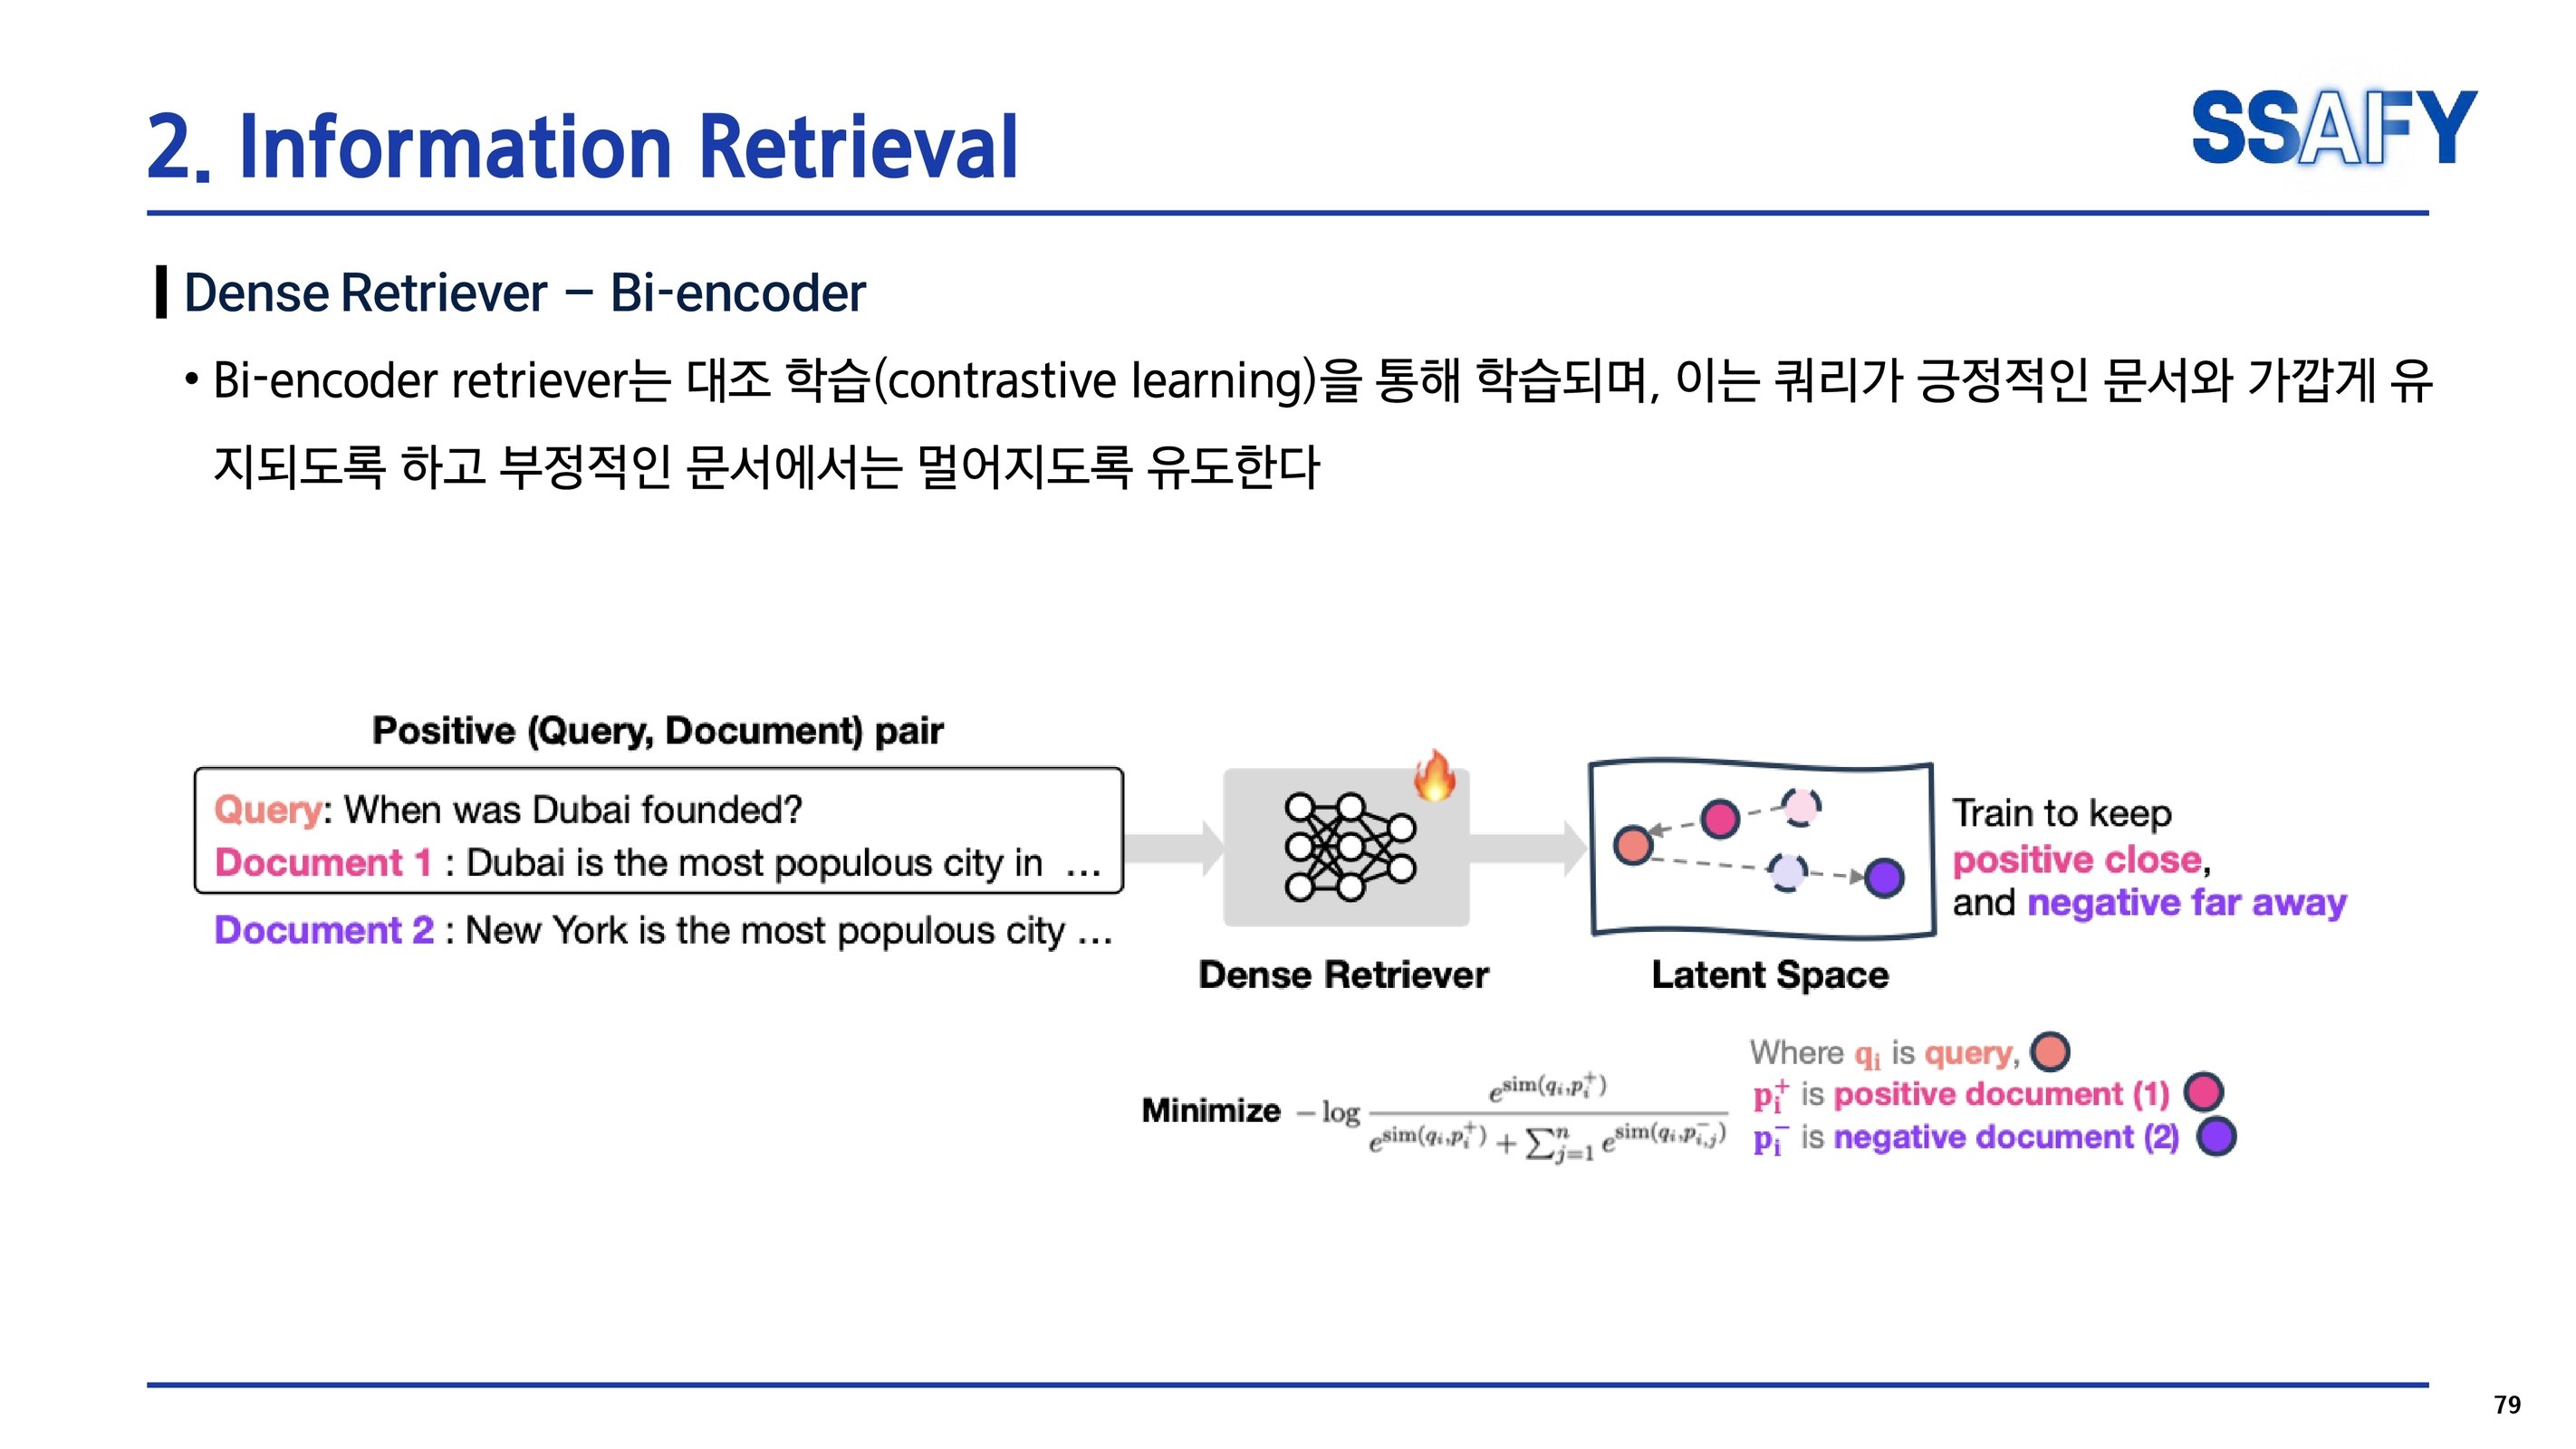 2. Information Retrieval
SSAFY
Dense Retriever – Bi-encoder
• Bi-encoder retriever는 대조 학습(contrastive learning)을 통해 학습되며, 이는 쿼리가 긍정적인 문서와 가깝게 유
지되도록 하고 부정적인 문서에서는 멀어지도록 유도한다
Positive (Query, Document) pair
Query: When was Dubai founded?
Document 1 : Dubai is the most populous city in ...
Document 2 : New York is the most populous city ...
Dense Retriever
Latent Space
Train to keep
positive close,
and negative far away
Minimize $-\log \frac{e^{\text{sim}(q_i, p_i^+)}}{e^{\text{sim}(q_i, p_i^+)} + \sum_{j=1}^{n} e^{\text{sim}(q_i, p_{i,j}^-)}}$
Where $q_i$ is query,
$p_i^+$ is positive document (1)
$p_i^-$ is negative document (2)
79